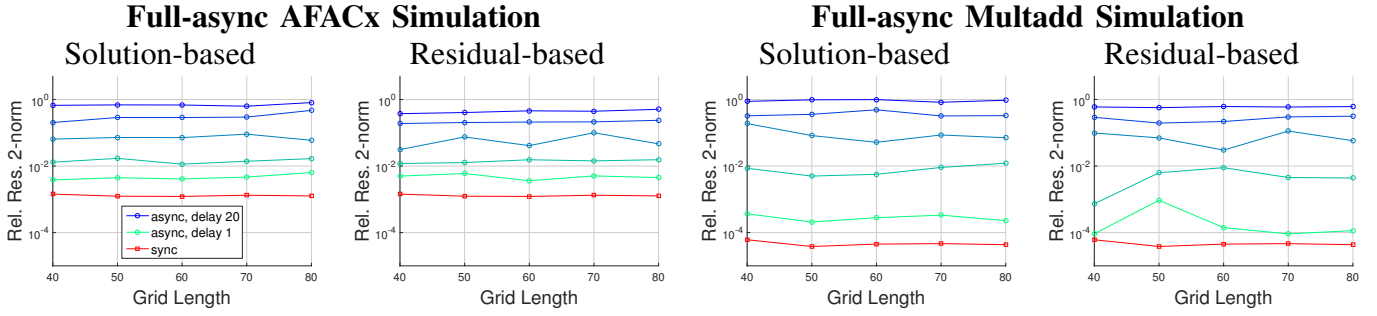 Full-async AFACx Simulation
Full-async Multadd Simulation
Solution-based
Residual-based
Solution-based
Residual-based
Rel. Res. 2-norm
10^0
10^-2
10^-4
async, delay 20
async, delay 1
sync
40 50 60 70 80
Grid Length
Rel. Res. 2-norm
10^0
10^-2
10^-4
40 50 60 70 80
Grid Length
Rel. Res. 2-norm
10^0
10^-2
10^-4
40 50 60 70 80
Grid Length
Rel. Res. 2-norm
10^0
10^-2
10^-4
40 50 60 70 80
Grid Length